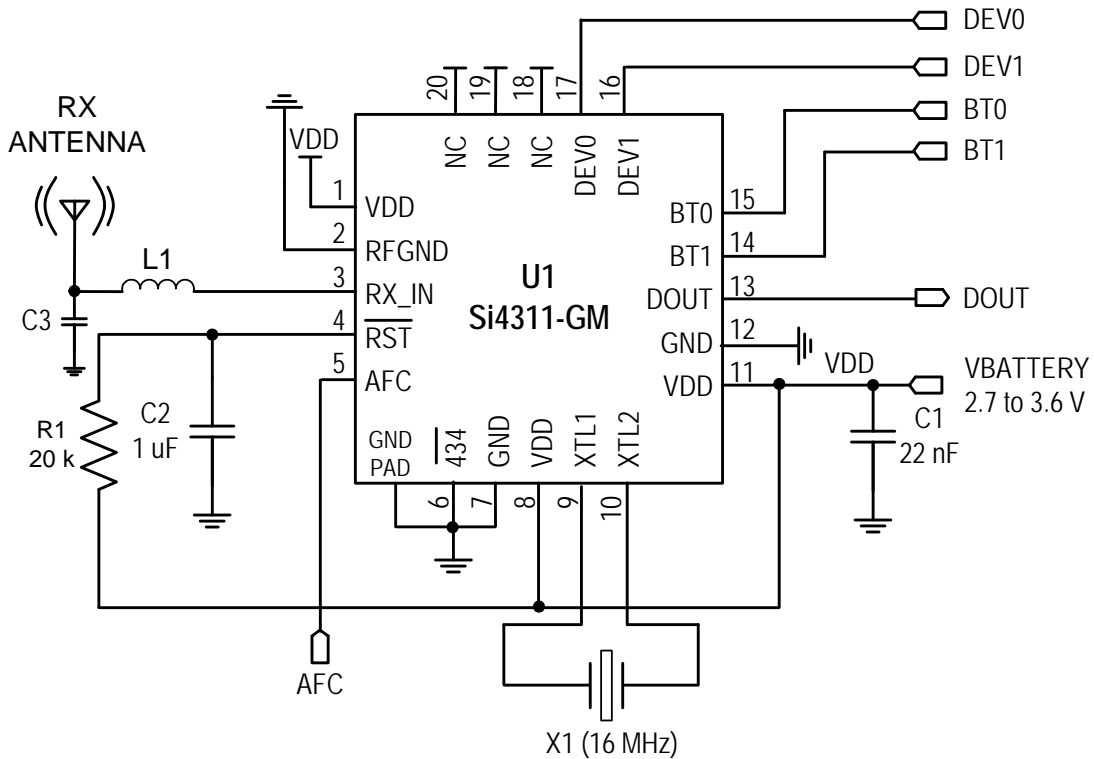 DEV0
DEV1
BT0
BT1
20
19
18
17
16
NC
NC
NC
DEV0
DEV1
RX
ANTENNA
VDD
1
VDD
2
RFGND
L1
3
RX_IN
C3
4
RST
5
AFC
U1
Si4311-GM
15
BT0
14
BT1
13
DOUT
DOUT
12
GND
11
VDD
VDD
VBATTERY
2.7 to 3.6 V
C1
22 nF
R1
20 k
C2
1 uF
GND
PAD
434
GND
VDD
XTL1
XTL2
6
7
8
9
10
AFC
X1 (16 MHz)